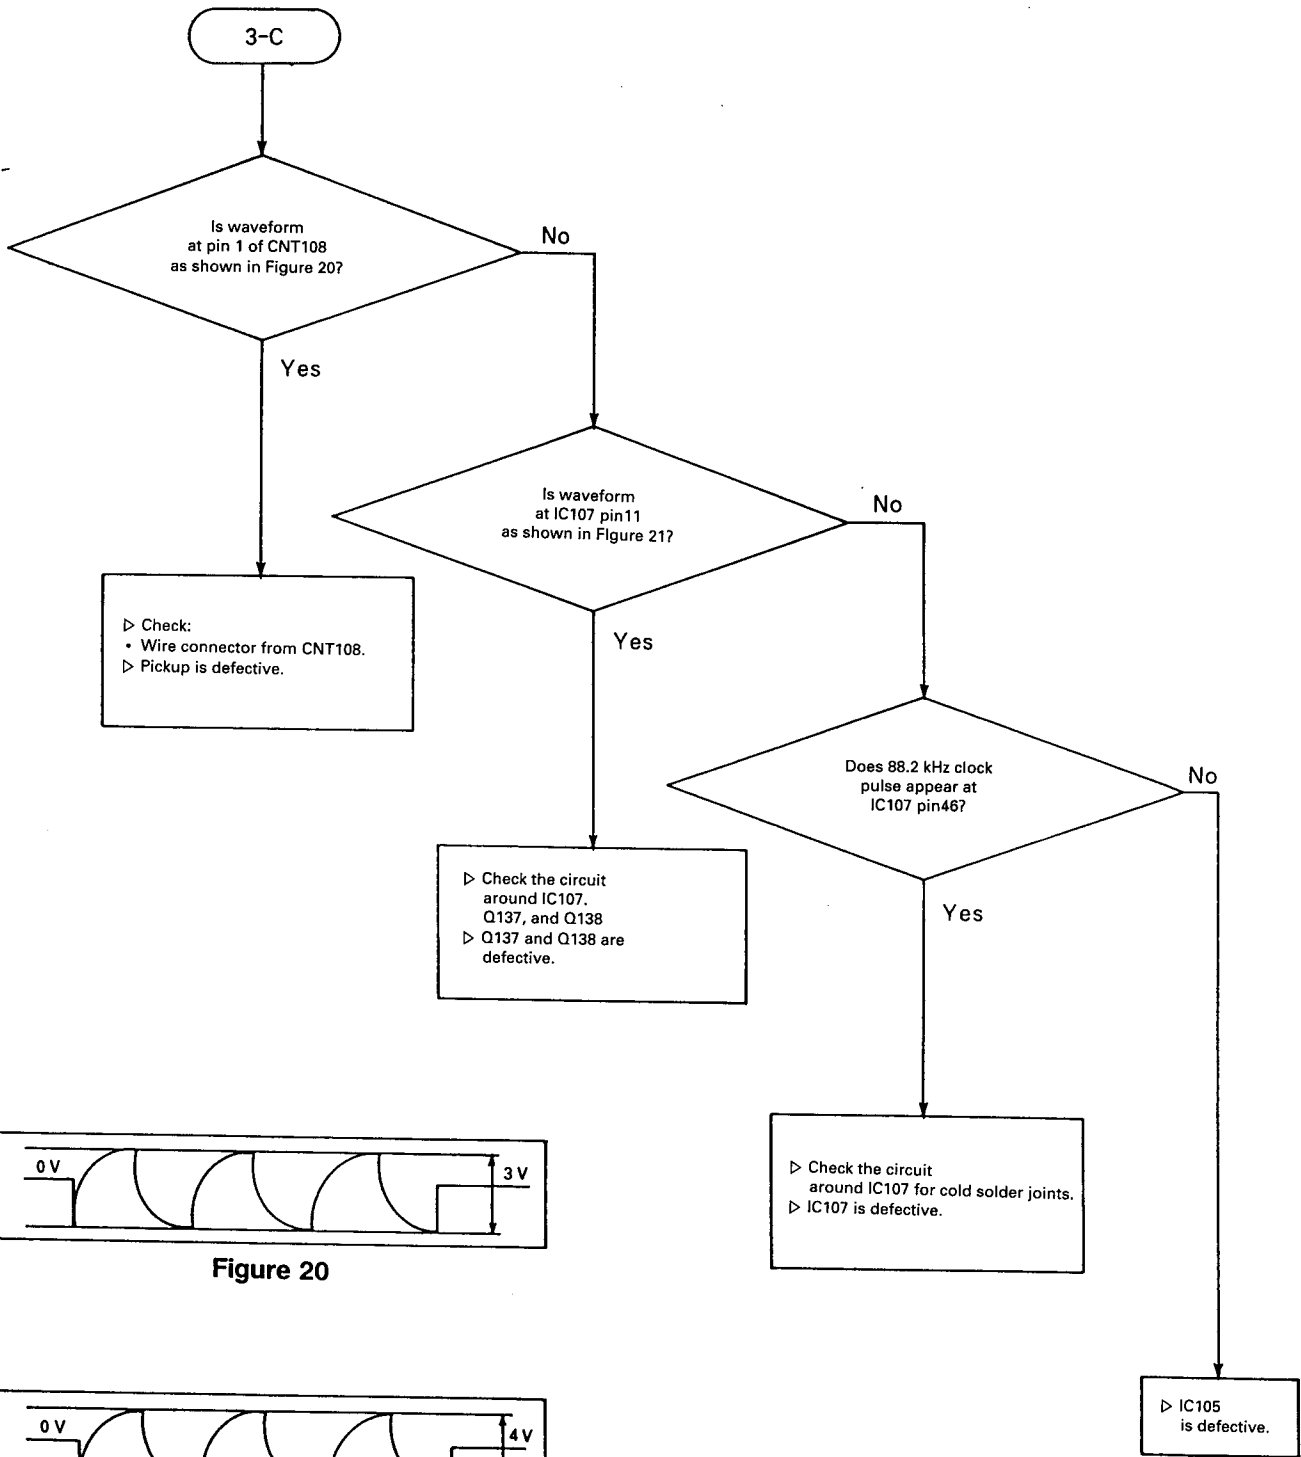 3-C
Is waveform
at pin 1 of CNT108
as shown in Figure 20?
No
Yes
Is waveform
at IC107 pin11
as shown in FIgure 21?
No
▷ Check:
• Wire connector from CNT108.
▷ Pickup is defective.
Yes
Does 88.2 kHz clock
pulse appear at
IC107 pin46?
No
▷ Check the circuit
around IC107.
Q137, and Q138
▷ Q137 and Q138 are
defective.
Yes
▷ Check the circuit
around IC107 for cold solder joints.
▷ IC107 is defective.
0 V
3 V
Figure 20
▷ IC105
is defective.
0 V
4 V